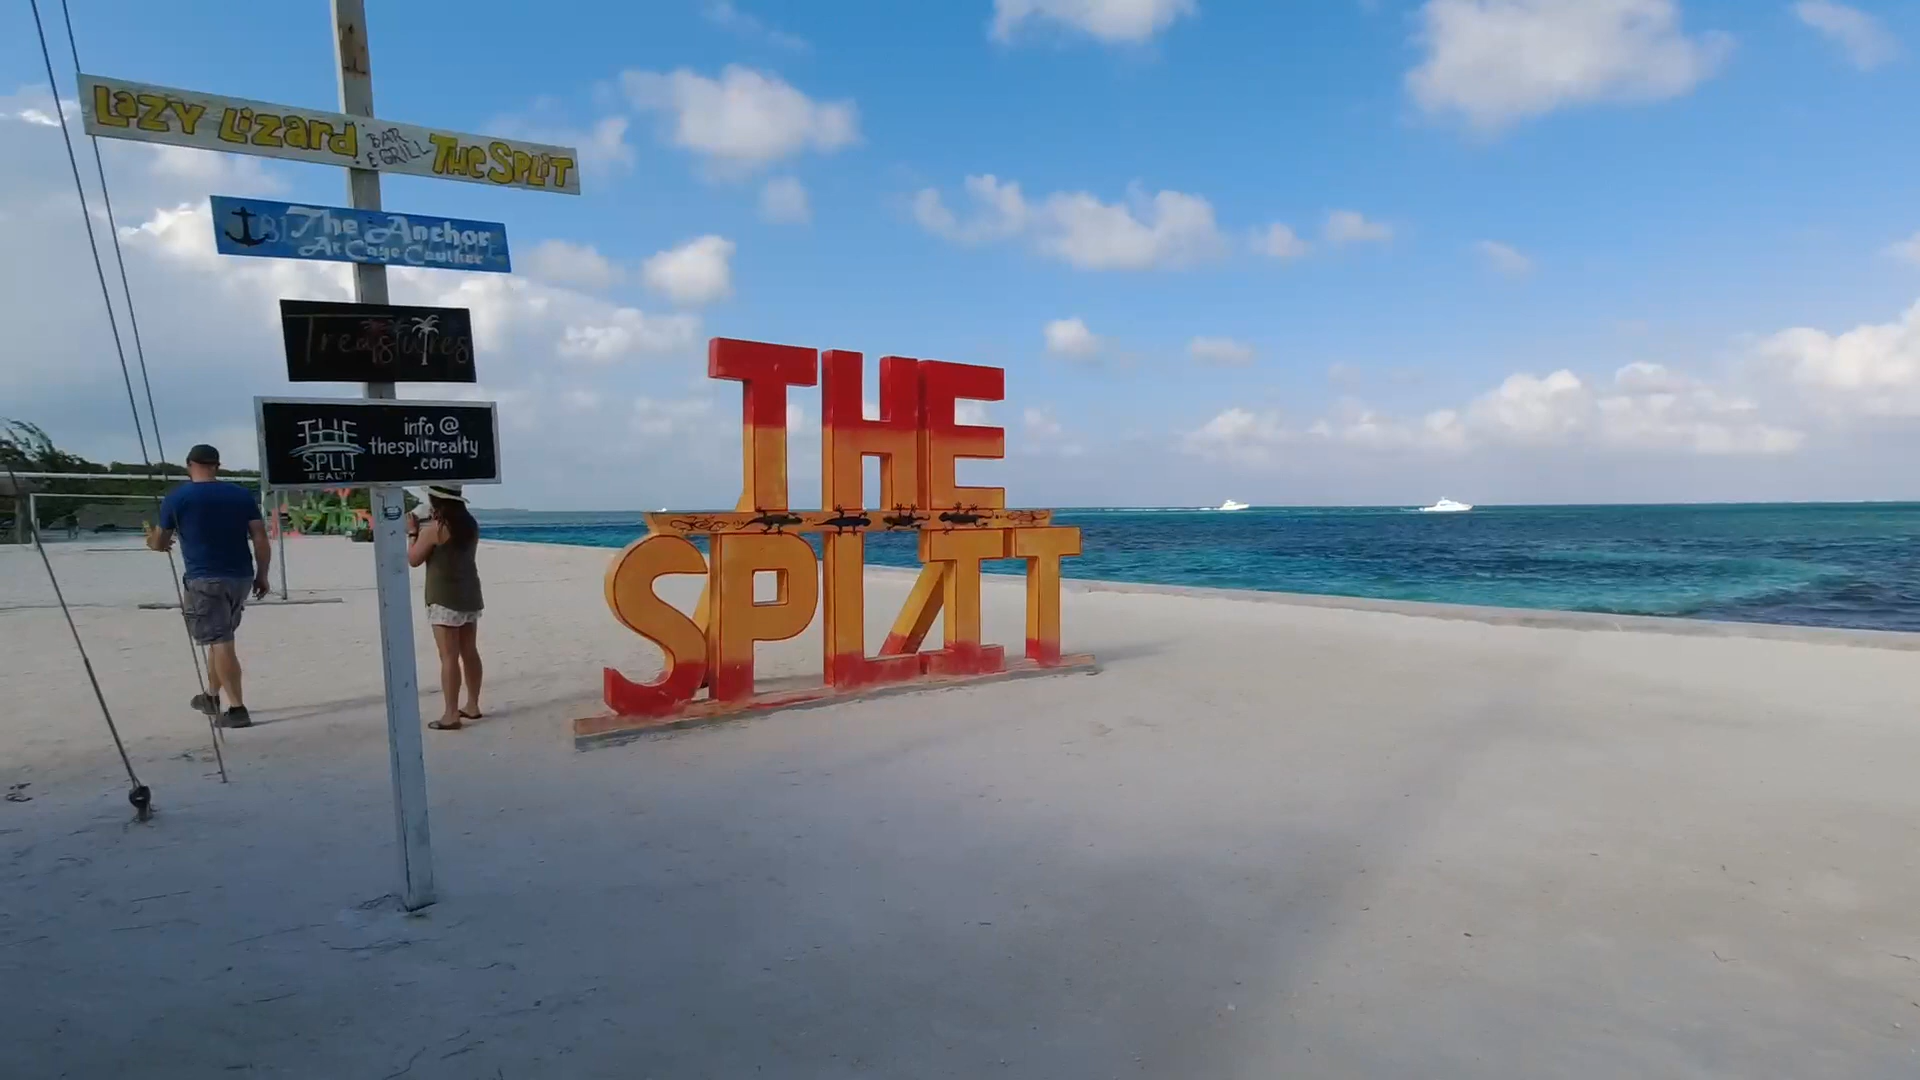 Lazy Lizard BAR & GRILL The Split
The Anchor
At Caye Caulker
Treasures
THE SPLIT REALTY
info@
thesplitrealty
.com
THE
SPLIT